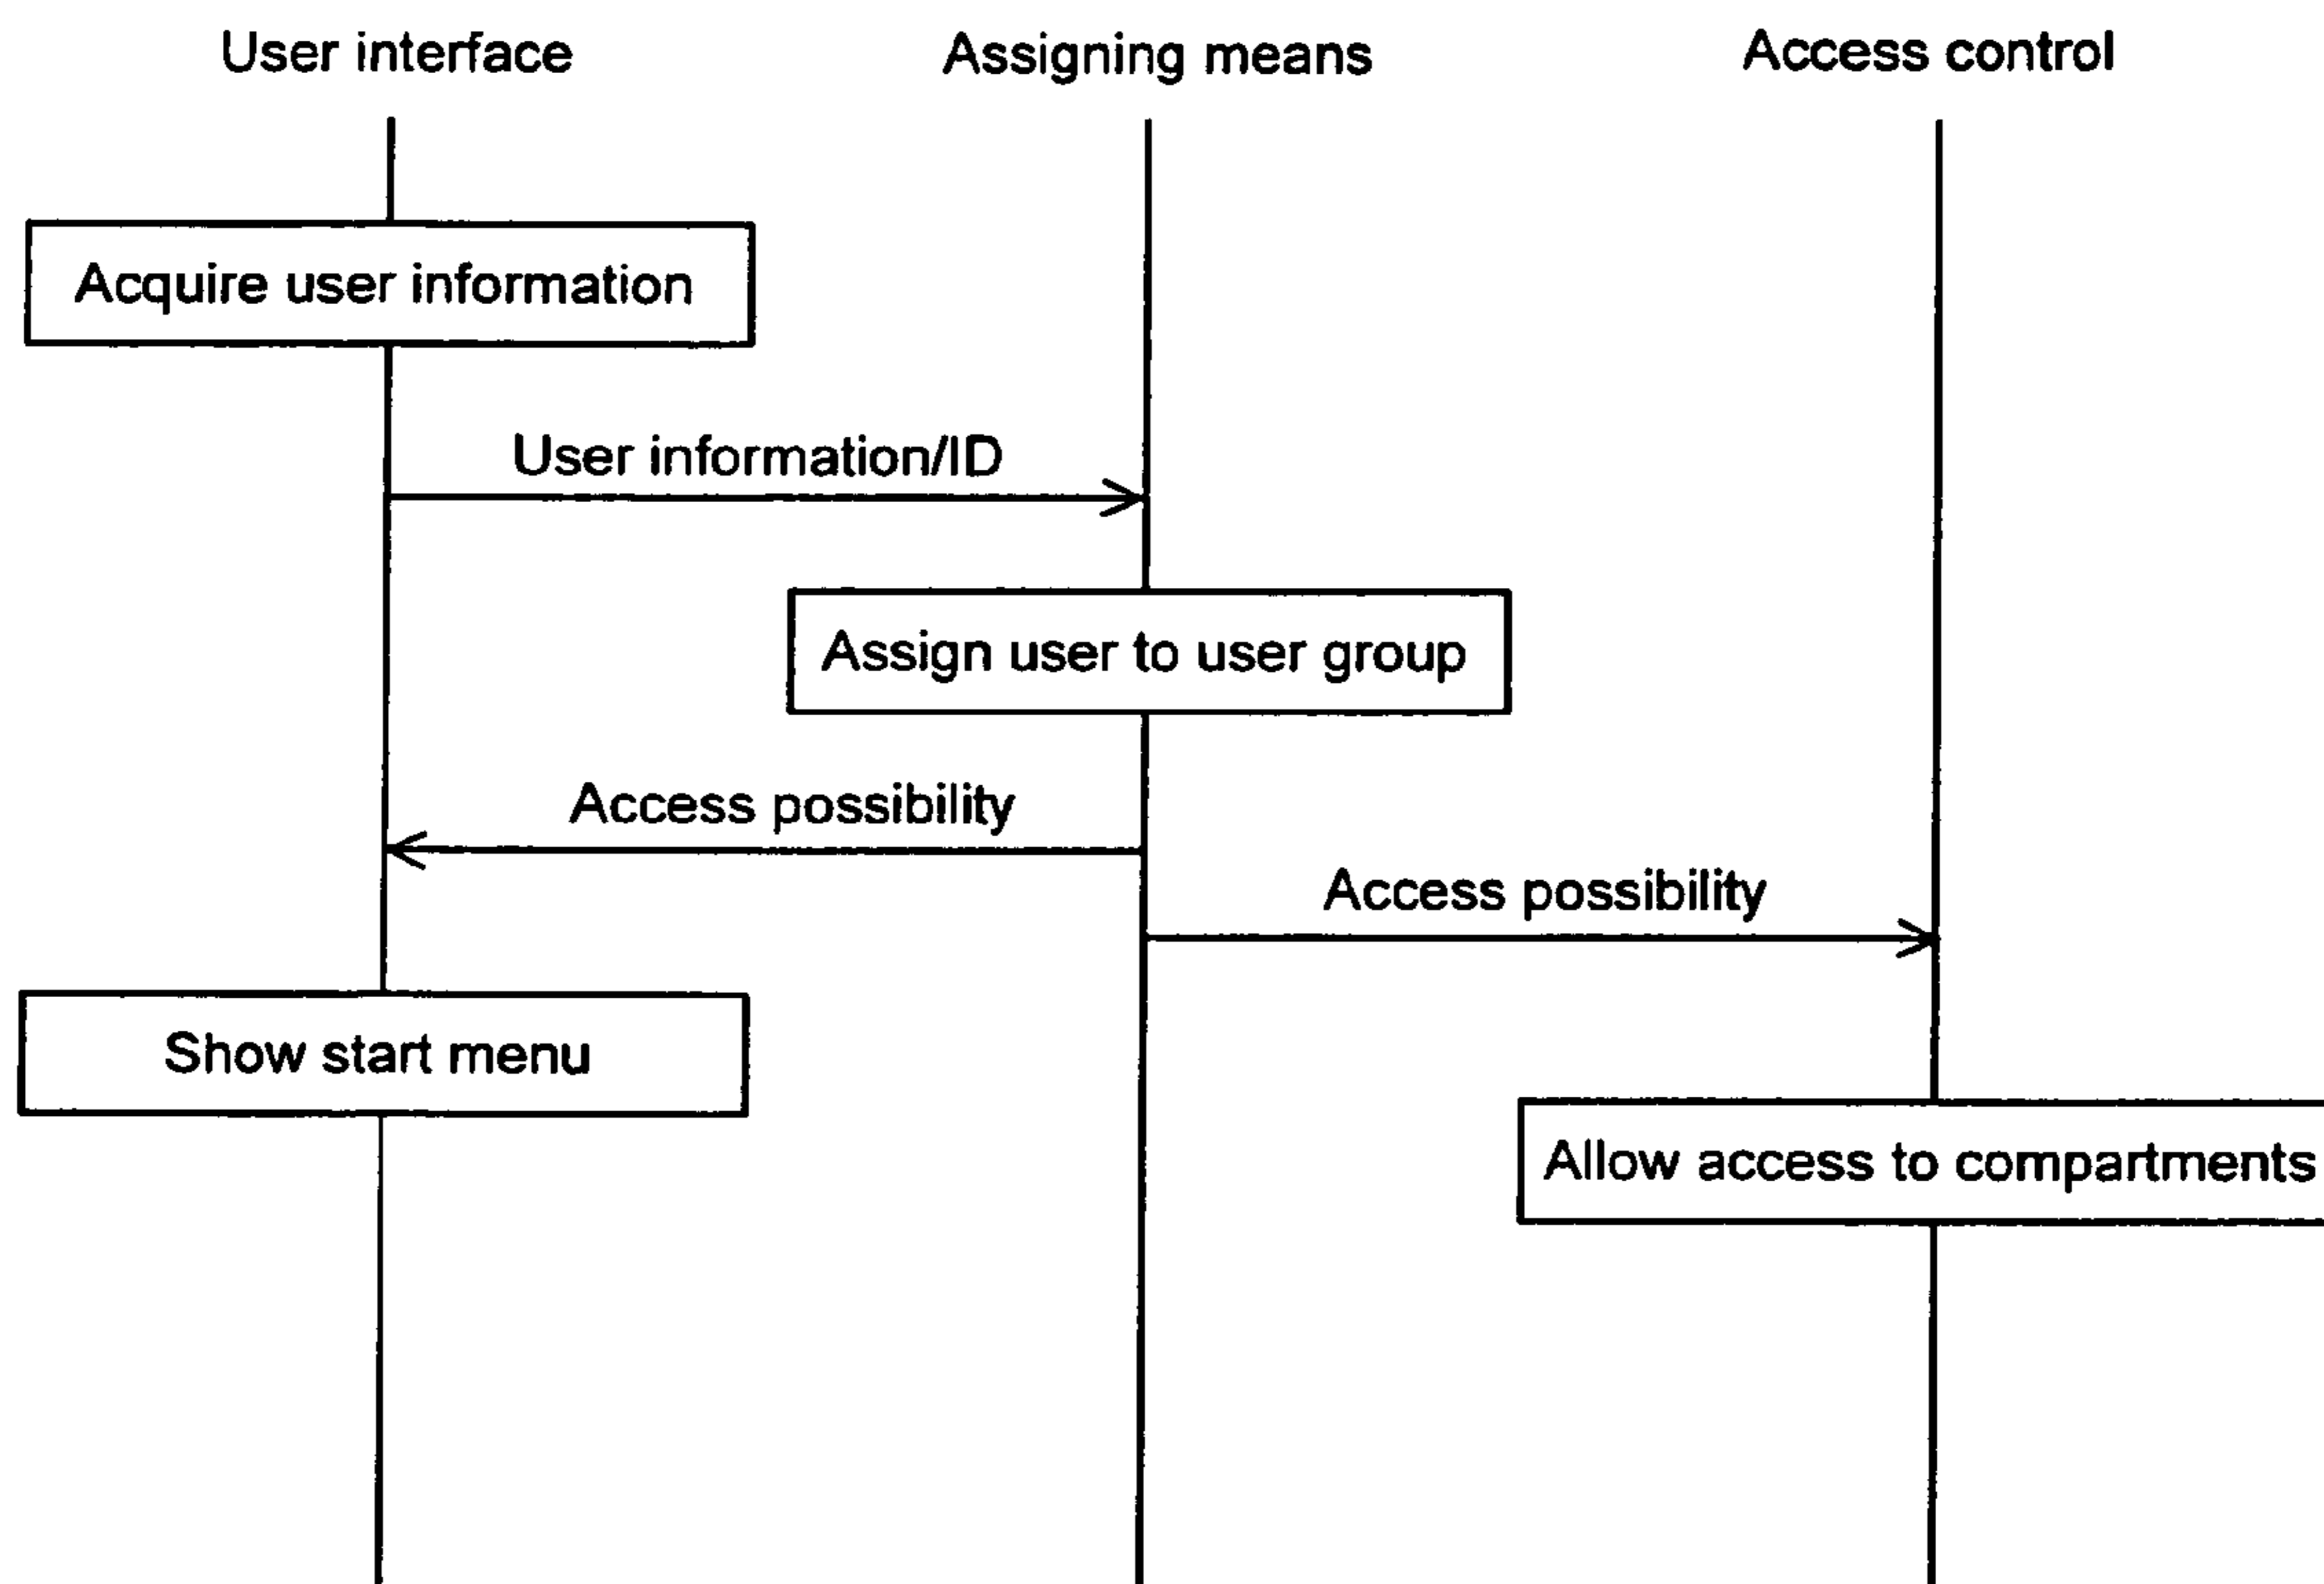 User interface
Assigning means
Access control
Acquire user information
User information/ID
Assign user to user group
Access possibility
Access possibility
Show start menu
Allow access to compartments